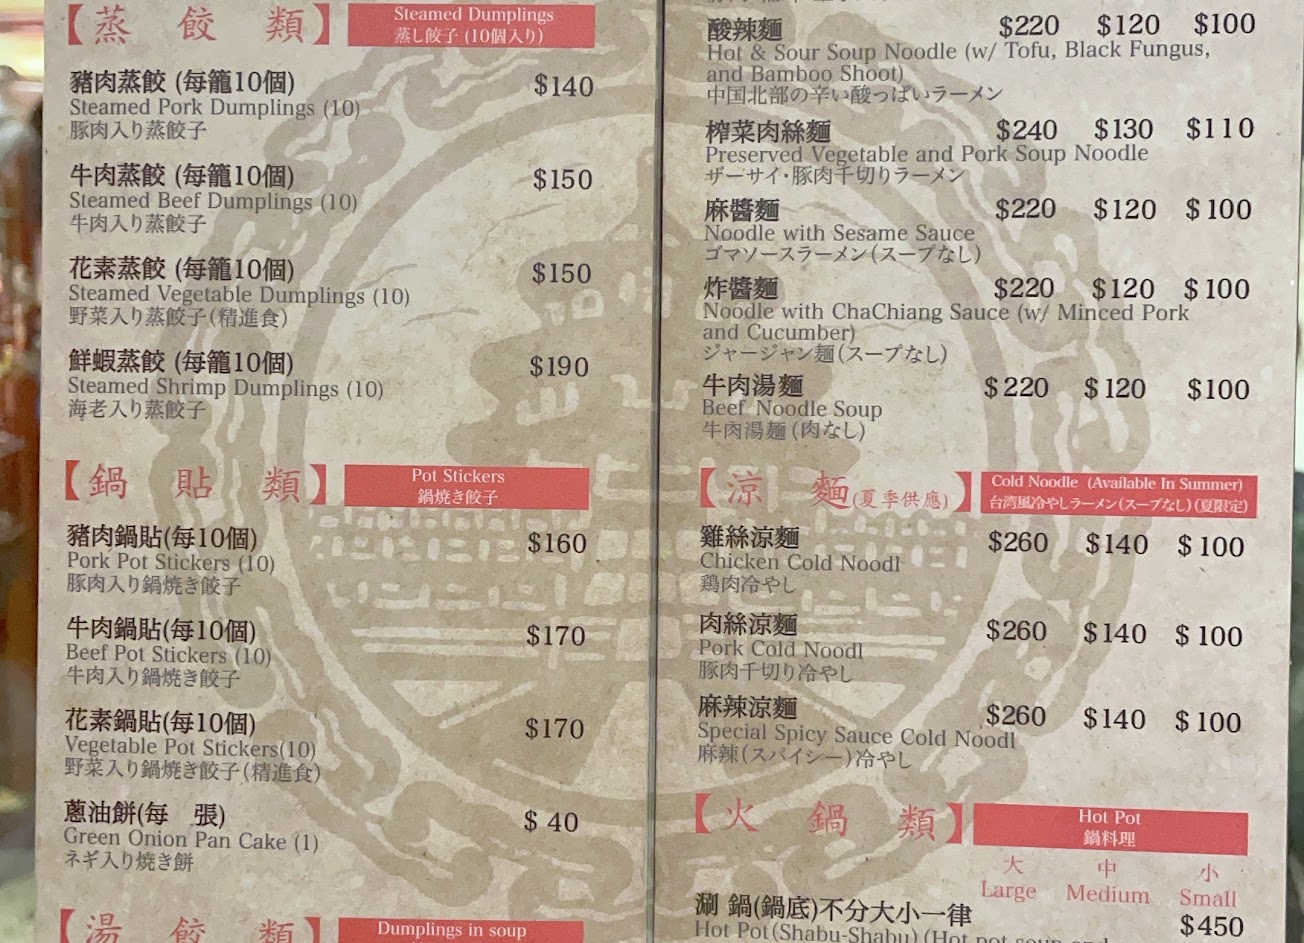 【蒸 餃 類】
Steamed Dumplings
蒸し餃子 (10個入り)
豬肉蒸餃 (每籠10個) $140
Steamed Pork Dumplings (10)
豚肉入り蒸餃子
牛肉蒸餃 (每籠10個) $150
Steamed Beef Dumplings (10)
牛肉入り蒸餃子
花素蒸餃 (每籠10個) $150
Steamed Vegetable Dumplings (10)
野菜入り蒸餃子(精進食)
鮮蝦蒸餃 (每籠10個) $190
Steamed Shrimp Dumplings (10)
海老入り蒸餃子
【鍋 貼 類】
Pot Stickers
鍋焼き餃子
豬肉鍋貼(每10個) $160
Pork Pot Stickers (10)
豚肉入り鍋焼き餃子
牛肉鍋貼(每10個) $170
Beef Pot Stickers (10)
牛肉入り鍋焼き餃子
花素鍋貼(每10個) $170
Vegetable Pot Stickers(10)
野菜入り鍋焼き餃子(精進食)
蔥油餅(每 張) $ 40
Green Onion Pan Cake (1)
ネギ入り焼き餅
【湯 餃 類】
Dumplings in soup
酸辣麵 $220 $120 $100
Hot & Sour Soup Noodle (w/ Tofu, Black Fungus,
and Bamboo Shoot)
中国北部の辛い酸っぱいラーメン
榨菜肉絲麵 $240 $130 $110
Preserved Vegetable and Pork Soup Noodle
ザーサイ・豚肉千切りラーメン
麻醬麵 $220 $120 $100
Noodle with Sesame Sauce
ゴマソースラーメン(スープなし)
炸醬麵 $220 $120 $100
Noodle with ChaChiang Sauce (w/ Minced Pork
and Cucumber)
ジャージャン麺(スープなし)
牛肉湯麵 $220 $120 $100
Beef Noodle Soup
牛肉湯麺(肉なし)
【涼 麵(夏季供應)】
Cold Noodle (Available In Summer)
台湾風冷やしラーメン(スープなし)(夏限定)
雞絲涼麵 $260 $140 $100
Chicken Cold Noodl
鶏肉冷やし
肉絲涼麵 $260 $140 $100
Pork Cold Noodl
豚肉千切り冷やし
麻辣涼麵 $260 $140 $100
Special Spicy Sauce Cold Noodl
麻辣(スパイシー)冷やし
【火 鍋 類】
Hot Pot
鍋料理
大 中 小
Large Medium Small
涮 鍋(鍋底)不分大小一律 $450
Hot Pot(Shabu-Shabu) (Hot pot soup and